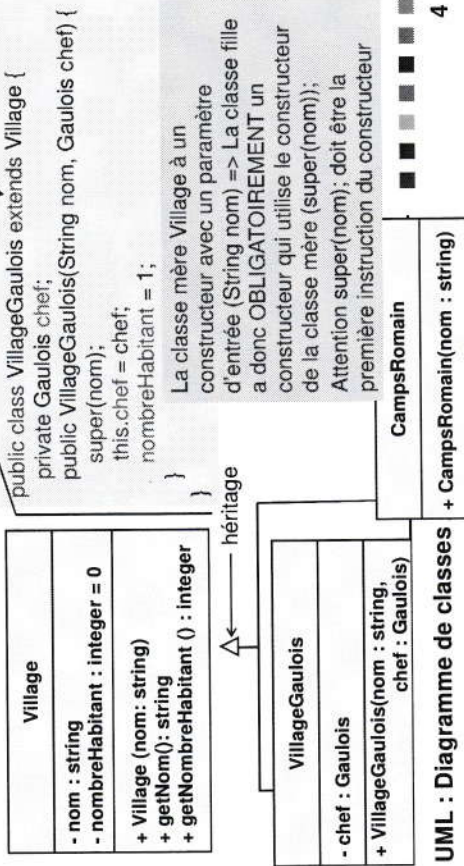 Village
- nom : string
- nombreHabitant : integer = 0
+ Village (nom: string)
+ getNom(): string
+ getNombreHabitant () : integer
public class VillageGaulois extends Village {
private Gaulois chef;
public VillageGaulois(String nom, Gaulois chef) {
super(nom);
this.chef = chef;
nombreHabitant = 1;
}
}
La classe mère Village à un
constructeur avec un paramètre
d'entrée (String nom) => La classe fille
a donc OBLIGATOIREMENT un
constructeur qui utilise le constructeur
de la classe mère (super(nom));
Attention super(nom); doit être la
première instruction du constructeur
héritage
VillageGaulois
- chef : Gaulois
+ VillageGaulois(nom : string,
chef : Gaulois)
CampsRomain
+ CampsRomain(nom : string)
UML : Diagramme de classes
4